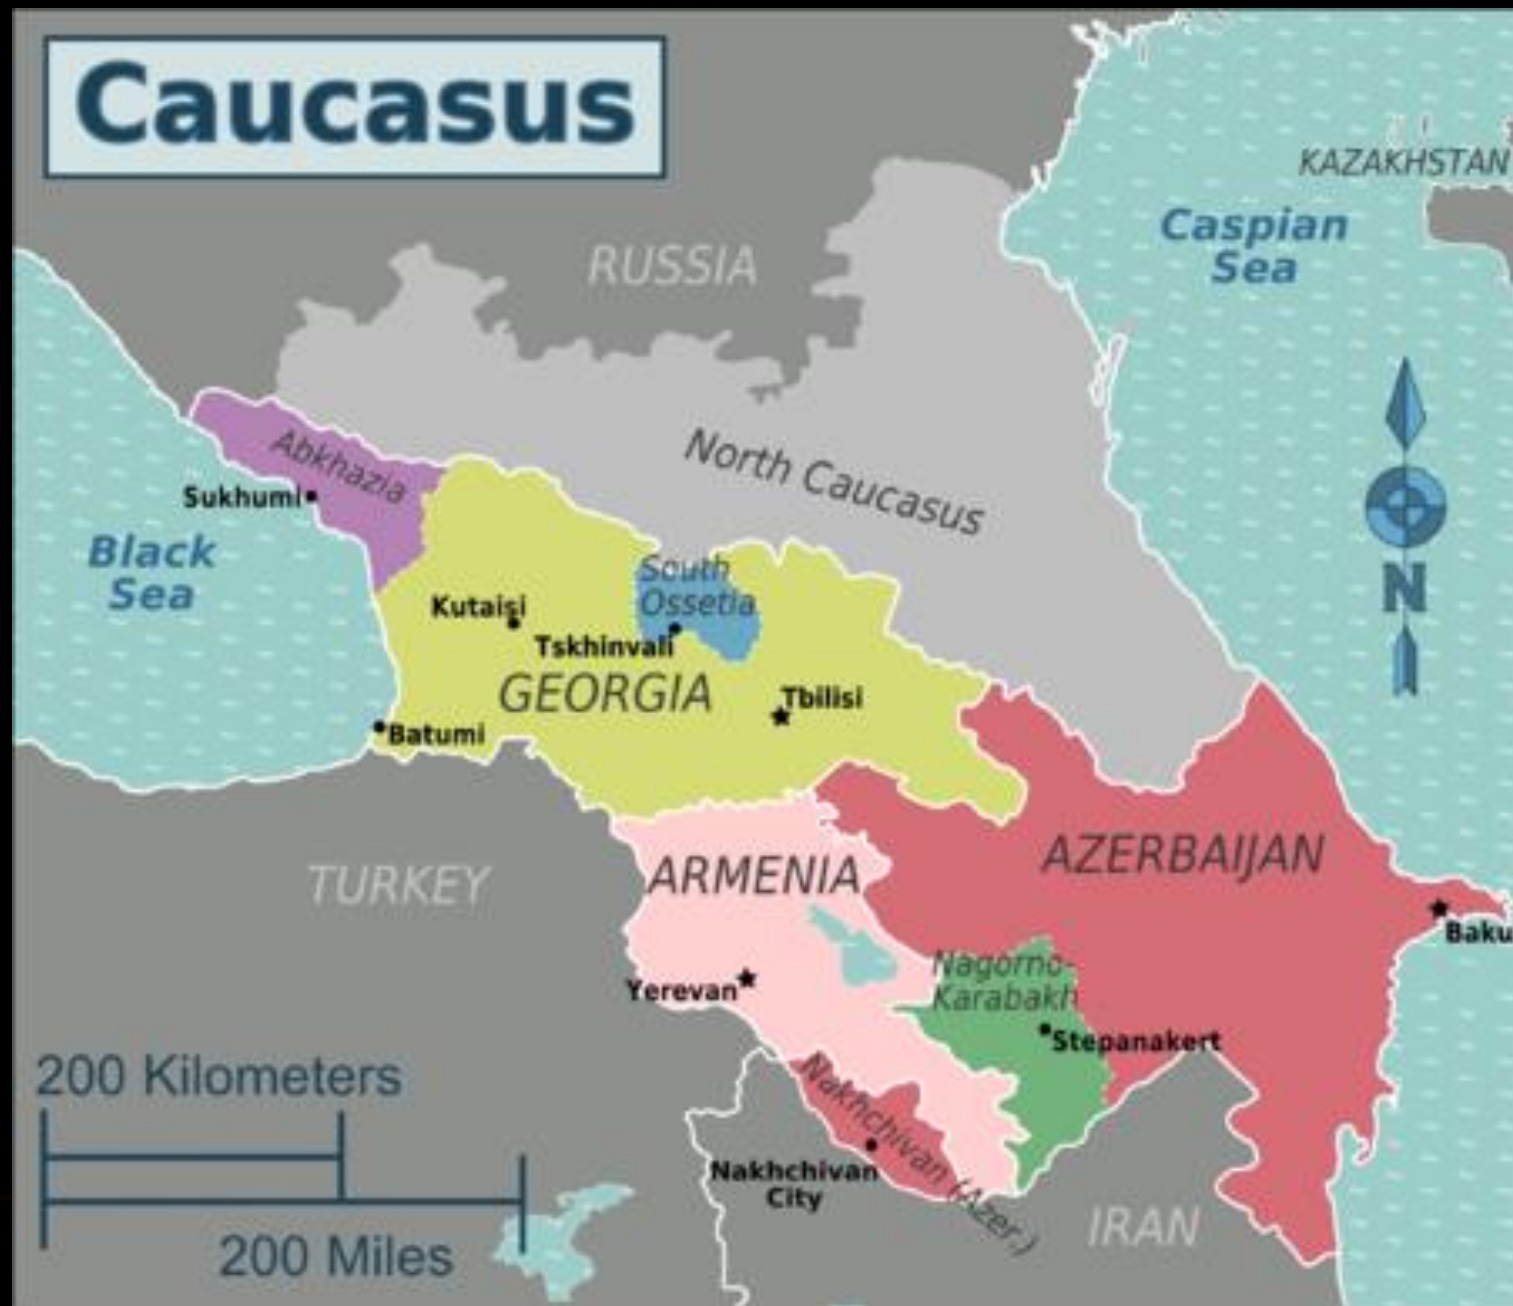 Caucasus
KAZAKHSTAN
Caspian
Sea
RUSSIA
North Caucasus
Abkhazia
Sukhumi
Black
Sea
South
Ossetia
Kutaisi
Tskhinvali
GEORGIA
Tbilisi
Batumi
N
TURKEY
ARMENIA
AZERBAIJAN
Baku
Nagorno-
Karabakh
Yerevan
Stepanakert
Nakhchivan (Azer.)
Nakhchivan
City
IRAN
200 Kilometers
200 Miles